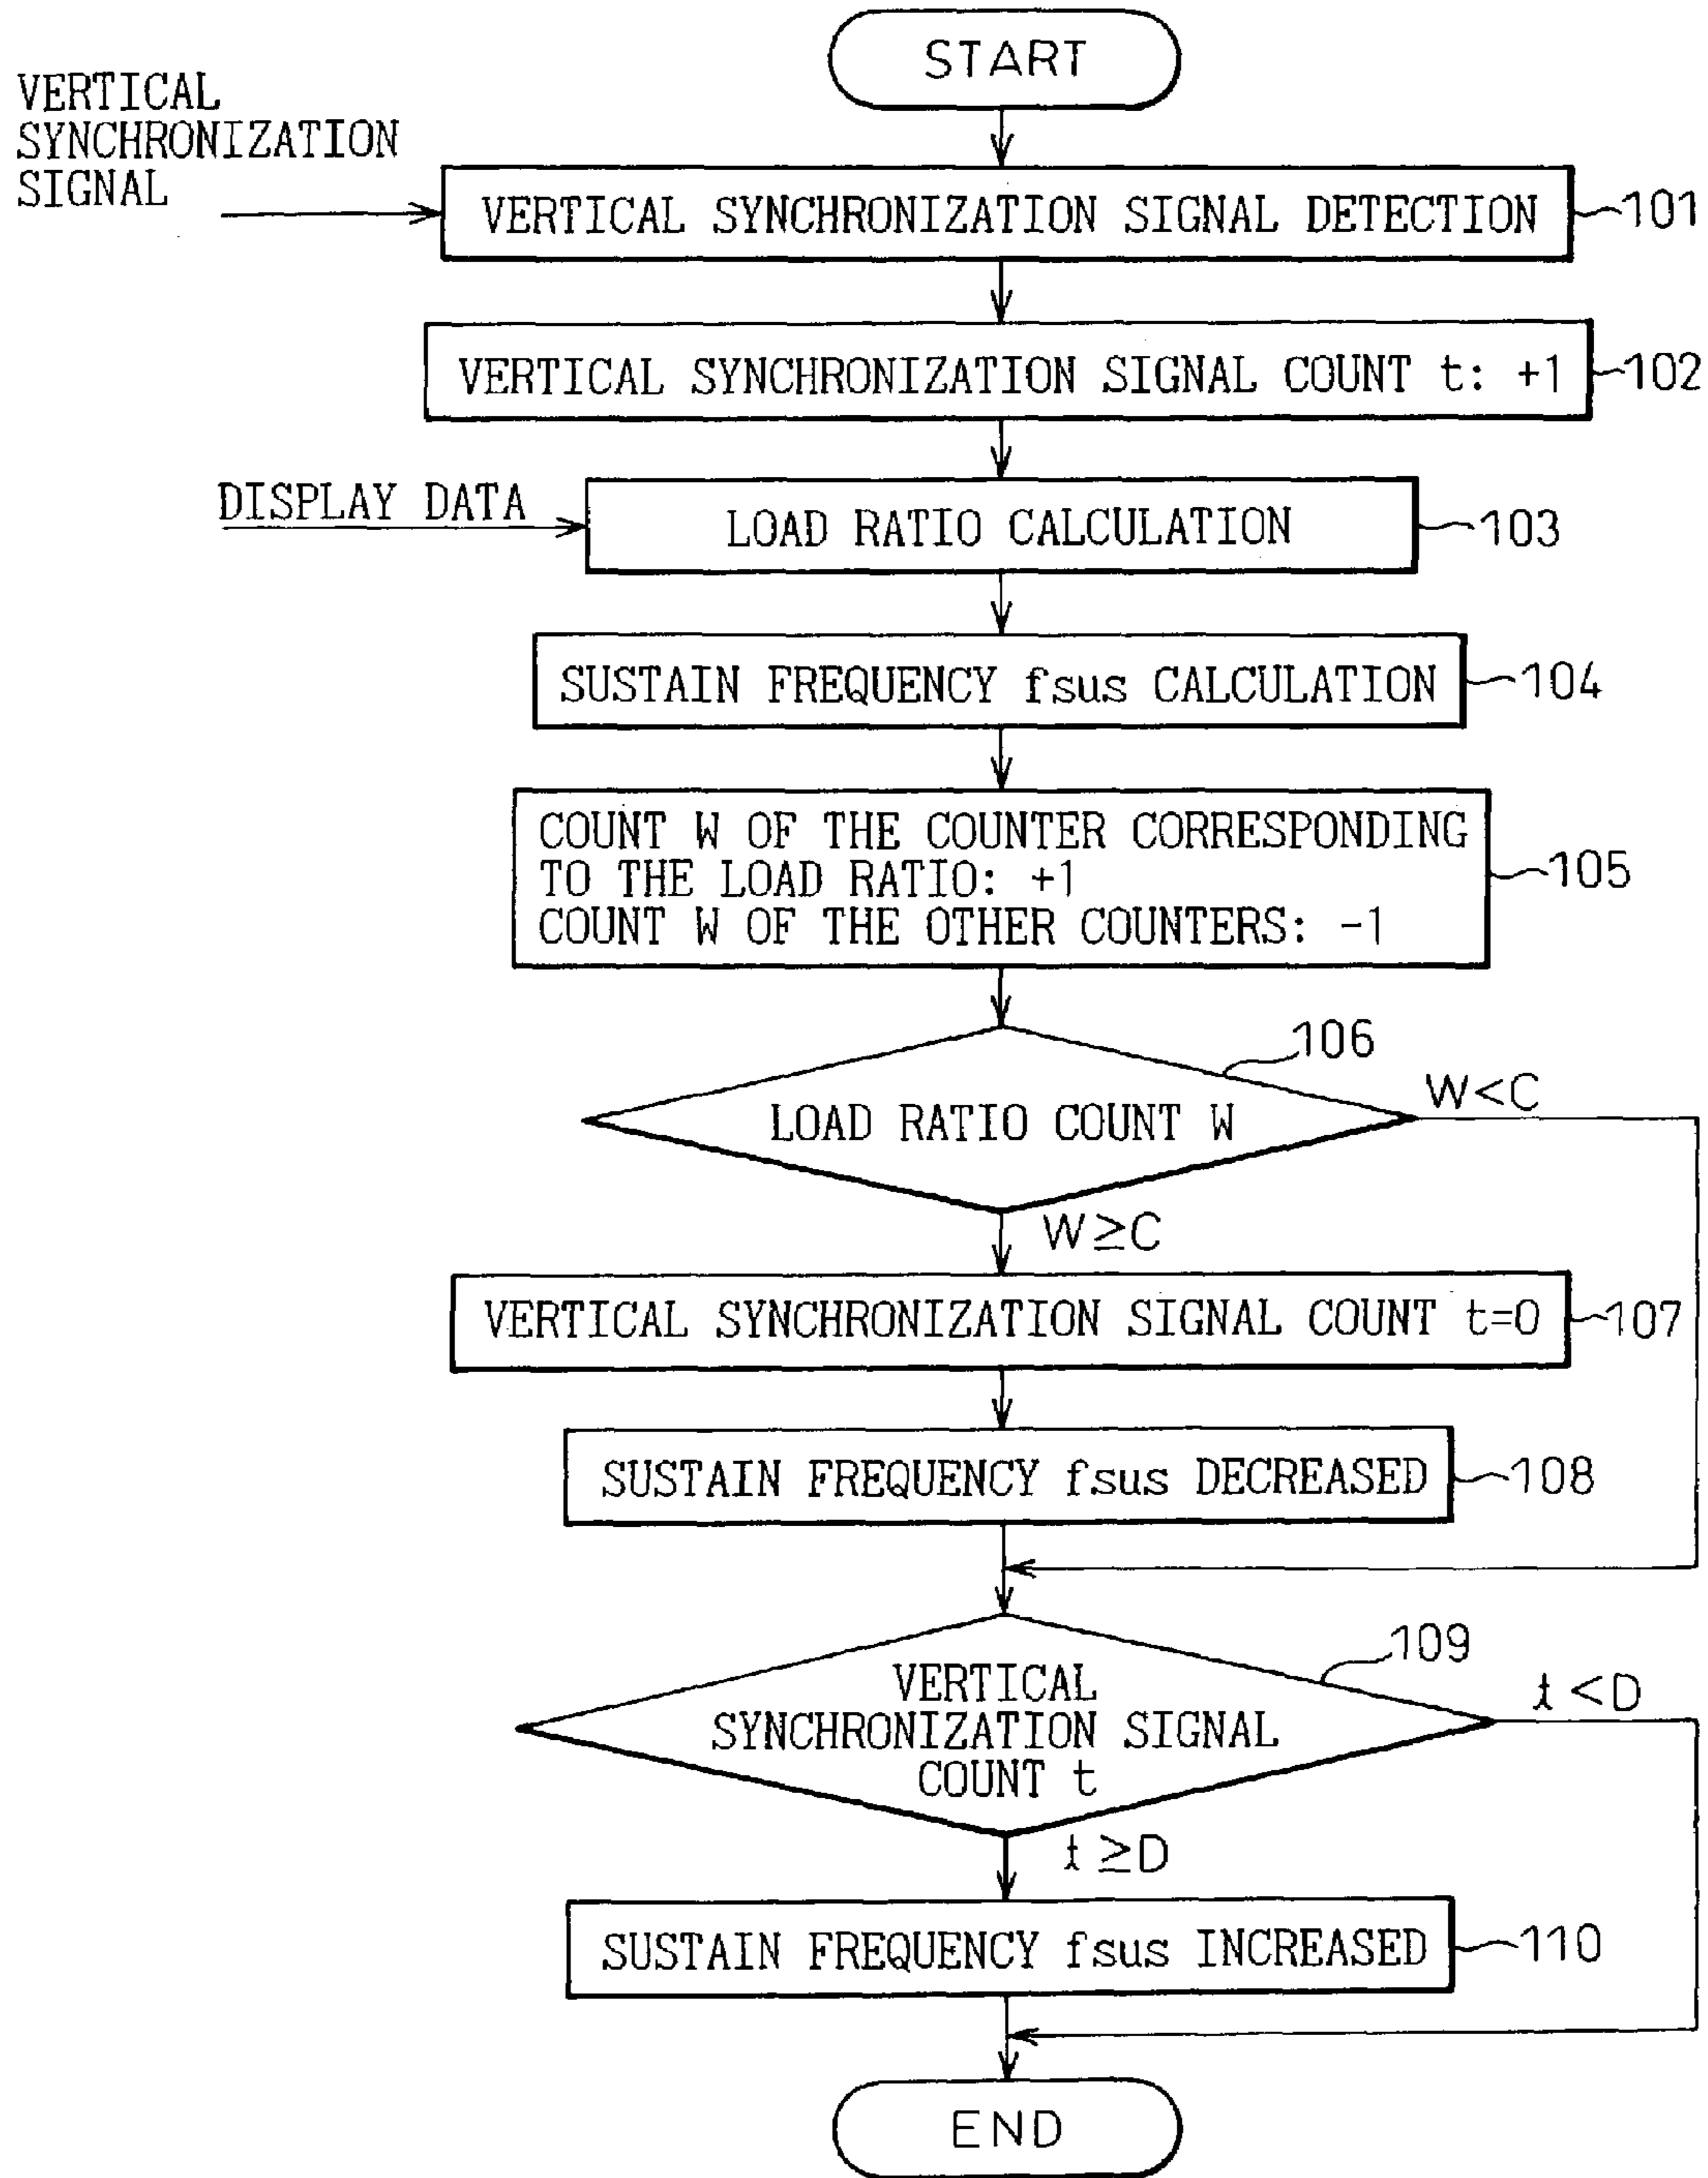 START
VERTICAL
SYNCHRONIZATION
SIGNAL
VERTICAL SYNCHRONIZATION SIGNAL DETECTION
101
VERTICAL SYNCHRONIZATION SIGNAL COUNT t: +1
102
DISPLAY DATA
LOAD RATIO CALCULATION
103
SUSTAIN FREQUENCY fsus CALCULATION
104
COUNT W OF THE COUNTER CORRESPONDING
TO THE LOAD RATIO: +1
COUNT W OF THE OTHER COUNTERS: -1
105
106
LOAD RATIO COUNT W
W<C
W≥C
VERTICAL SYNCHRONIZATION SIGNAL COUNT t=0
107
SUSTAIN FREQUENCY fsus DECREASED
108
109
VERTICAL
SYNCHRONIZATION SIGNAL
COUNT t
t<D
t≥D
SUSTAIN FREQUENCY fsus INCREASED
110
END